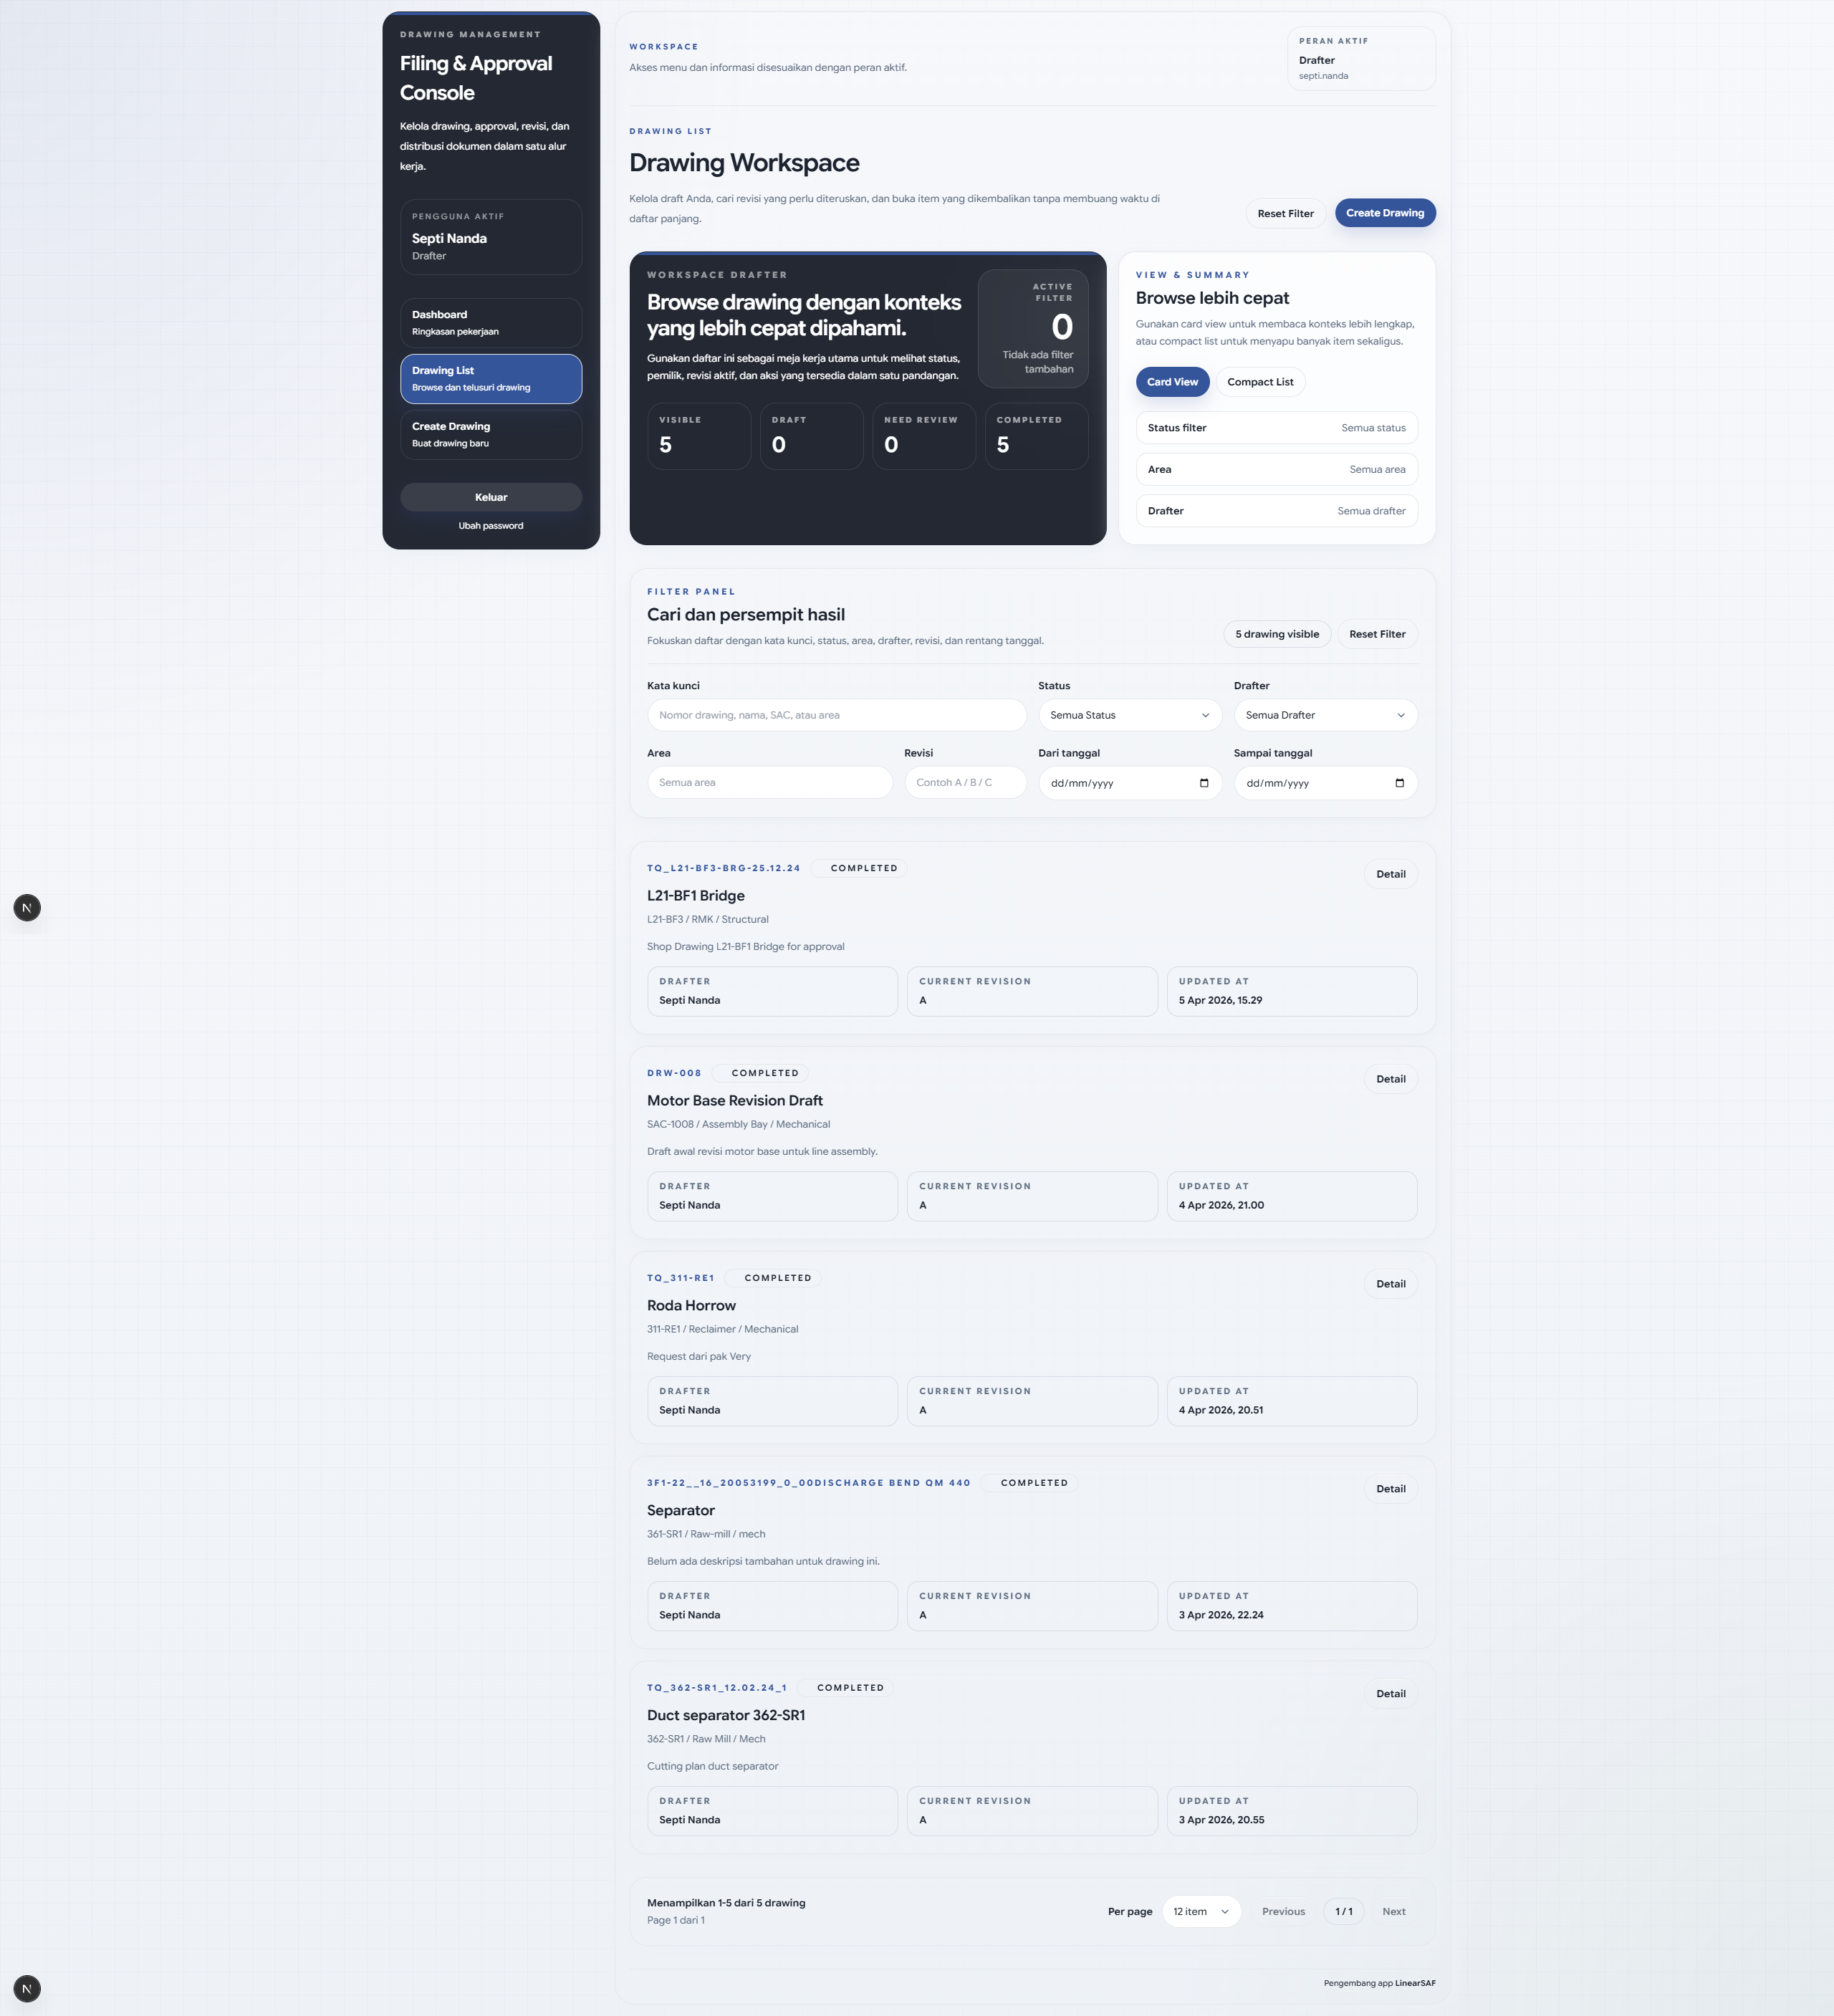 DRAWING MANAGEMENT
Filing & Approval
Console
Kelola drawing, approval, revisi, dan
distribusi dokumen dalam satu alur
kerja.
PENGGUNA AKTIF
Septi Nanda
Drafter
Dashboard
Ringkasan pekerjaan
Drawing List
Browse dan telusuri drawing
Create Drawing
Buat drawing baru
Keluar
Ubah password
WORKSPACE
Akses menu dan informasi disesuaikan dengan peran aktif.
PERAN AKTIF
Drafter
septi.nanda
DRAWING LIST
Drawing Workspace
Kelola draft Anda, cari revisi yang perlu diteruskan, dan buka item yang dikembalikan tanpa membuang waktu di
daftar panjang.
Reset Filter
Create Drawing
WORKSPACE DRAFTER
Browse drawing dengan konteks
yang lebih cepat dipahami.
Gunakan daftar ini sebagai meja kerja utama untuk melihat status,
pemilik, revisi aktif, dan aksi yang tersedia dalam satu pandangan.
ACTIVE
FILTER
0
Tidak ada filter
tambahan
VISIBLE
5
DRAFT
0
NEED REVIEW
0
COMPLETED
5
VIEW & SUMMARY
Browse lebih cepat
Gunakan card view untuk membaca konteks lebih lengkap,
atau compact list untuk menyapu banyak item sekaligus.
Card View
Compact List
Status filter Semua status
Area Semua area
Drafter Semua drafter
FILTER PANEL
Cari dan persempit hasil
Fokuskan daftar dengan kata kunci, status, area, drafter, revisi, dan rentang tanggal.
5 drawing visible
Reset Filter
Kata kunci
Nomor drawing, nama, SAC, atau area
Status
Semua Status
Drafter
Semua Drafter
Area
Semua area
Revisi
Contoh A / B / C
Dari tanggal
dd/mm/yyyy
Sampai tanggal
dd/mm/yyyy
TQ_L21-BF3-BRG-25.12.24 COMPLETED
Detail
L21-BF1 Bridge
L21-BF3 / RMK / Structural
Shop Drawing L21-BF1 Bridge for approval
DRAFTER
Septi Nanda
CURRENT REVISION
A
UPDATED AT
5 Apr 2026, 15.29
DRW-008 COMPLETED
Detail
Motor Base Revision Draft
SAC-1008 / Assembly Bay / Mechanical
Draft awal revisi motor base untuk line assembly.
DRAFTER
Septi Nanda
CURRENT REVISION
A
UPDATED AT
4 Apr 2026, 21.00
TQ_311-RE1 COMPLETED
Detail
Roda Horrow
311-RE1 / Reclaimer / Mechanical
Request dari pak Very
DRAFTER
Septi Nanda
CURRENT REVISION
A
UPDATED AT
4 Apr 2026, 20.51
3F1-22__16_20053199_0_00DISCHARGE BEND QM 440 COMPLETED
Detail
Separator
361-SR1 / Raw-mill / mech
Belum ada deskripsi tambahan untuk drawing ini.
DRAFTER
Septi Nanda
CURRENT REVISION
A
UPDATED AT
3 Apr 2026, 22.24
TQ_362-SR1_12.02.24_1 COMPLETED
Detail
Duct separator 362-SR1
362-SR1 / Raw Mill / Mech
Cutting plan duct separator
DRAFTER
Septi Nanda
CURRENT REVISION
A
UPDATED AT
3 Apr 2026, 20.55
Menampilkan 1-5 dari 5 drawing
Page 1 dari 1
Per page
12 item
Previous
1 / 1
Next
Pengembang app LinearSAF
N
N